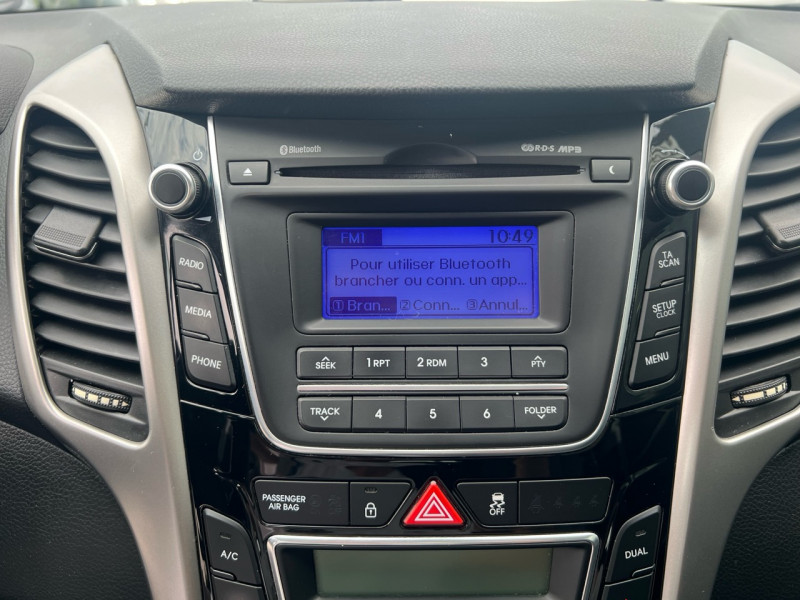 Bluetooth
R·D·S MP3
FM1 10:49
Pour utiliser Bluetooth
brancher ou conn. un app...
1 Bran... 2 Conn... 3 Annul...
RADIO
MEDIA
PHONE
TA
SCAN
SETUP
CLOCK
MENU
SEEK 1 RPT 2 RDM 3 PTY
TRACK 4 5 6 FOLDER
PASSENGER
AIR BAG
OFF
A/C
DUAL